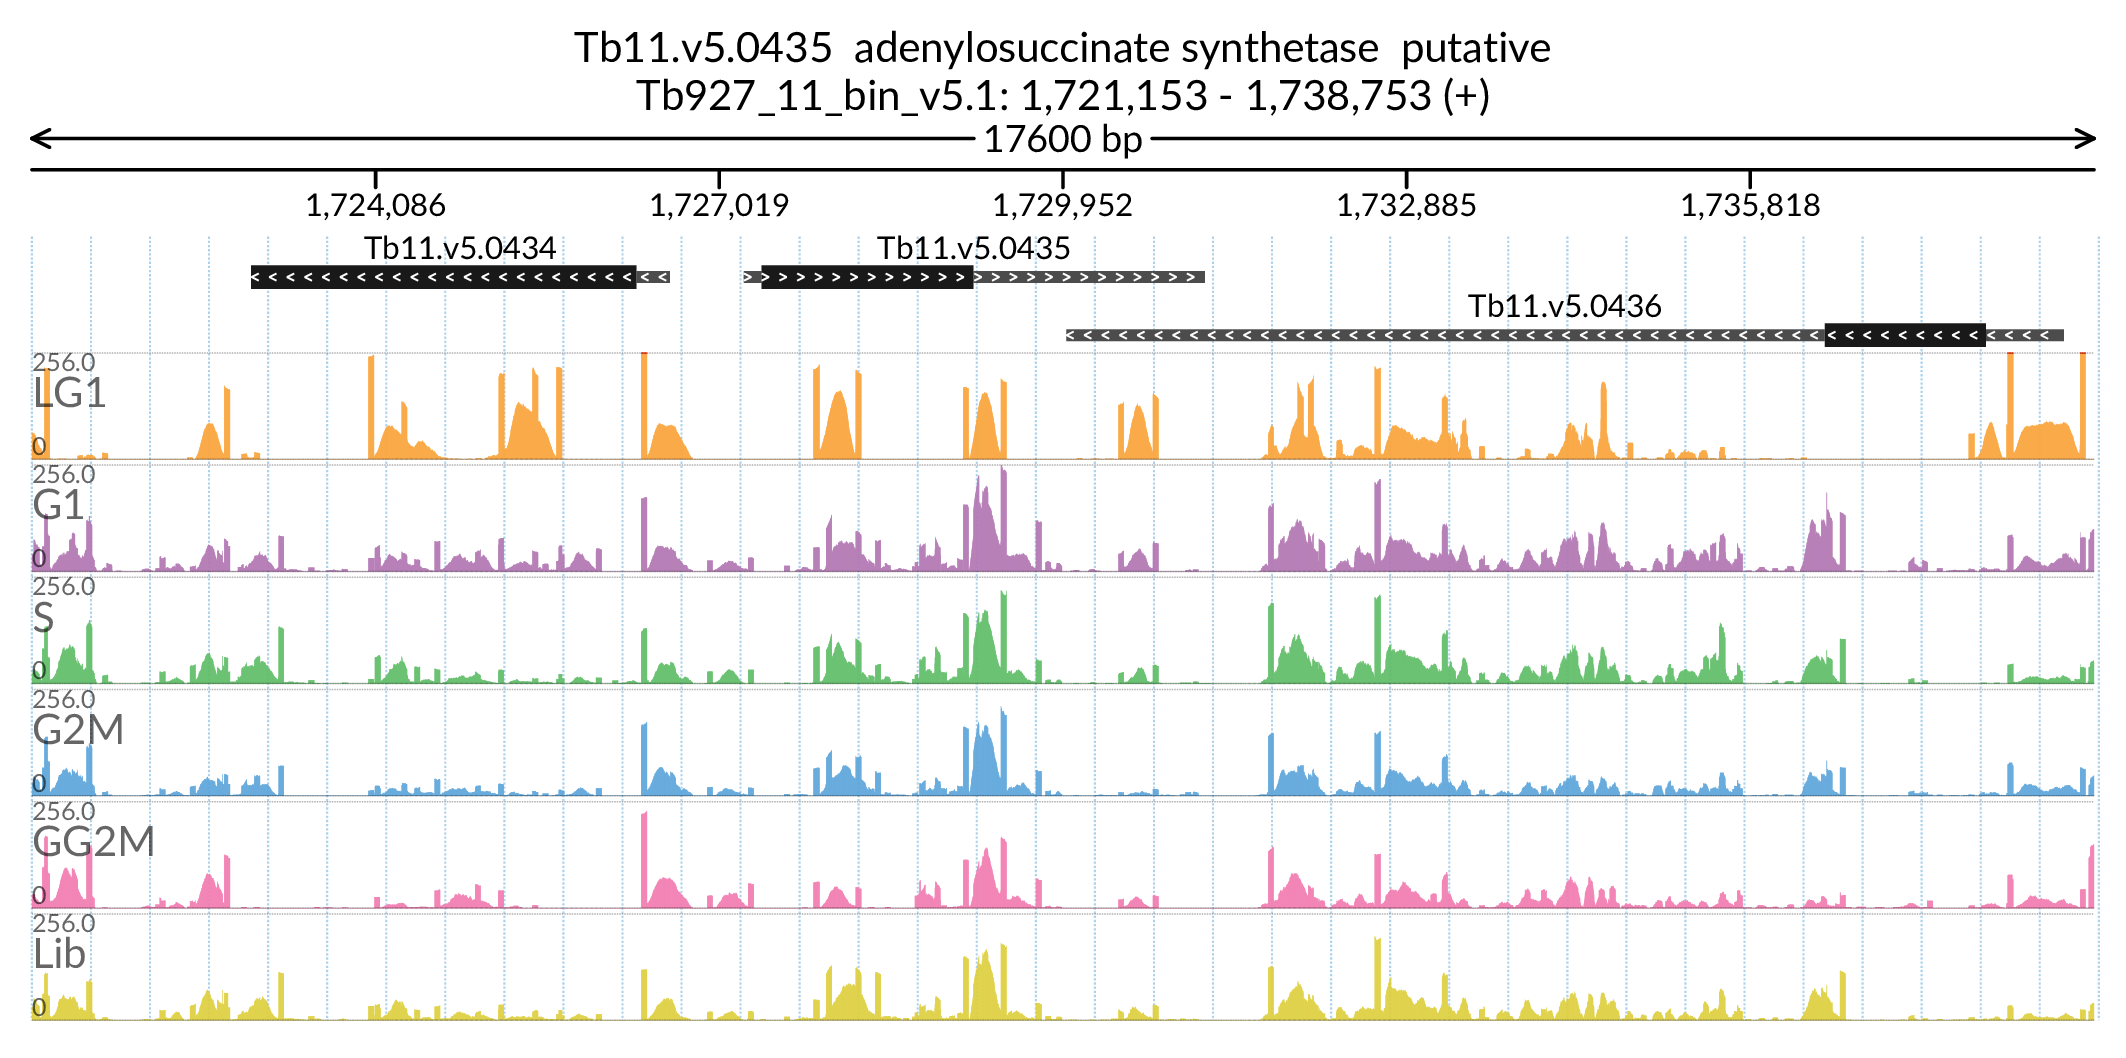 Tb11.v5.0435 adenylosuccinate synthetase putative
Tb927_11_bin_v5.1: 1,721,153 - 1,738,753 (+)
17600 bp
1,724,086 1,727,019 1,729,952 1,732,885 1,735,818
Tb11.v5.0434 Tb11.v5.0435
Tb11.v5.0436
256.0
LG1
0
256.0
G1
0
256.0
S
0
256.0
G2M
0
256.0
GG2M
0
256.0
Lib
0